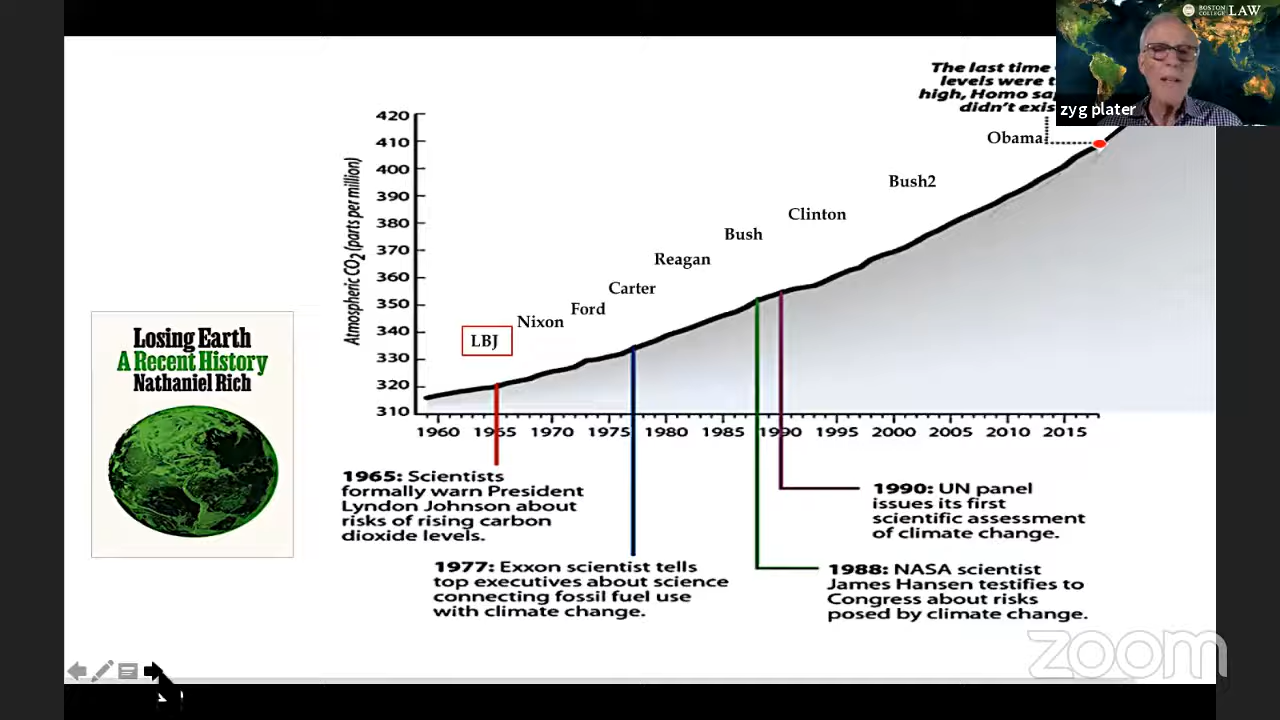 BOSTON COLLEGE LAW
zyg plater
The last time
levels were
high, Homo
didn't
Obama
Bush2
Clinton
Bush
Reagan
Carter
Ford
Nixon
LBJ
Atmospheric CO2 (parts per million)
420
410
400
390
380
370
360
350
340
330
320
310
1960 1965 1970 1975 1980 1985 1990 1995 2000 2005 2010 2015
Losing Earth
A Recent History
Nathaniel Rich
1965: Scientists
formally warn President
Lyndon Johnson about
risks of rising carbon
dioxide levels.
1977: Exxon scientist tells
top executives about science
connecting fossil fuel use
with climate change.
1990: UN panel
issues its first
scientific assessment
of climate change.
1988: NASA scientist
James Hansen testifies to
Congress about risks
posed by climate change.
zoom